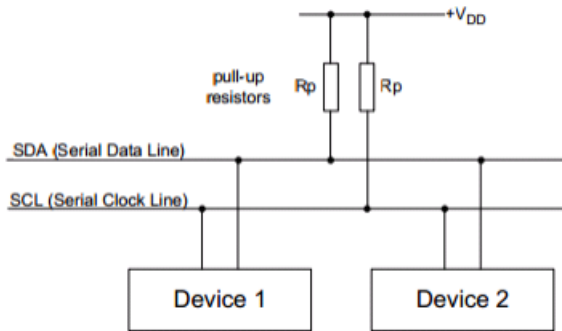 +VDD
pull-up
resistors
Rp
Rp
SDA (Serial Data Line)
SCL (Serial Clock Line)
Device 1
Device 2